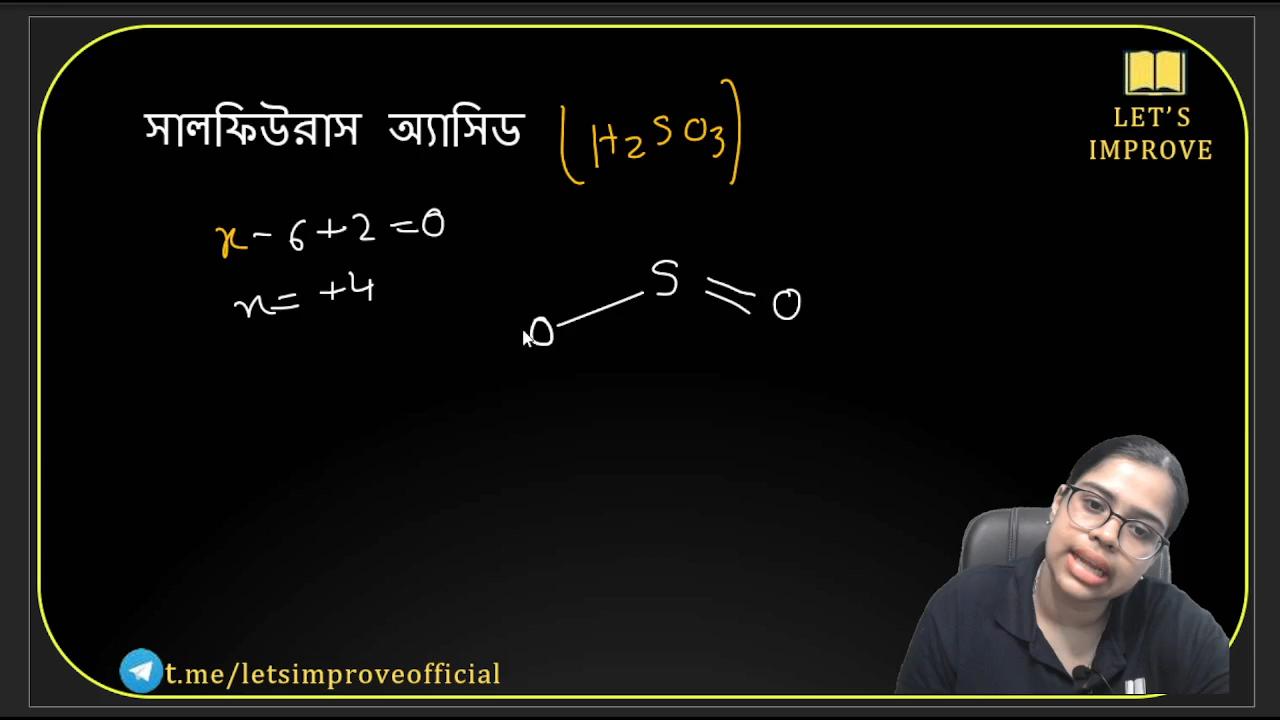 সালফিউরাস অ্যাসিড (H₂SO₃)
LET'S
IMPROVE
x - 6 + 2 = 0
x = +4
S
O
O
t.me/letsimproveofficial